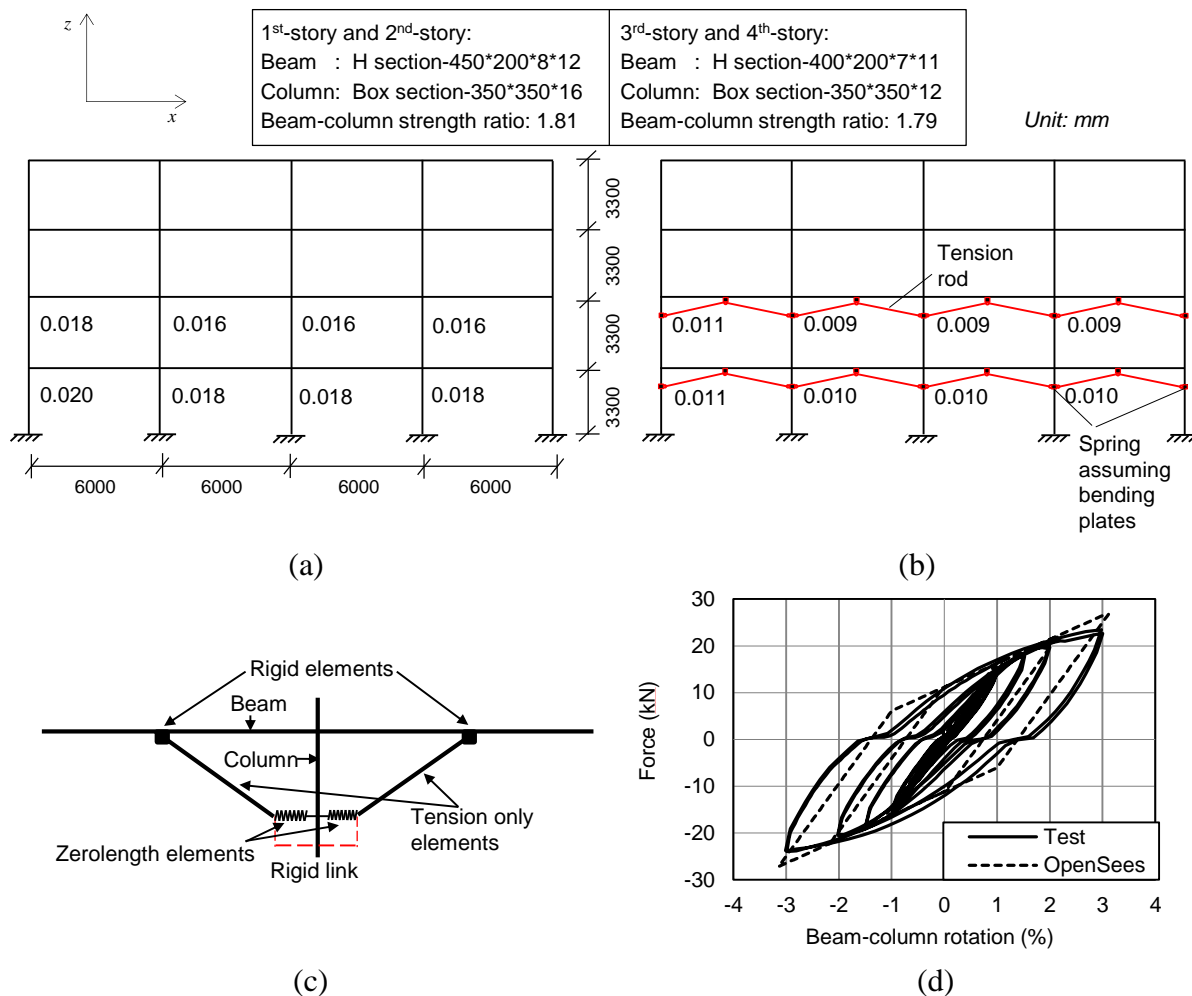 z
x
1st-story and 2nd-story:
Beam : H section-450*200*8*12
Column: Box section-350*350*16
Beam-column strength ratio: 1.81
3rd-story and 4th-story:
Beam : H section-400*200*7*11
Column: Box section-350*350*12
Beam-column strength ratio: 1.79
Unit: mm
3300
3300
3300
3300
0.018 0.016 0.016 0.016
0.020 0.018 0.018 0.018
6000 6000 6000 6000
(a)
Tension
rod
0.011 0.009 0.009 0.009
0.011 0.010 0.010 0.010
Spring
assuming
bending
plates
(b)
Rigid elements
Beam
Column
Tension only
elements
Zerolength elements
Rigid link
(c)
30
20
10
0
-10
-20
-30
Force (kN)
Test
OpenSees
-4 -3 -2 -1 0 1 2 3 4
Beam-column rotation (%)
(d)